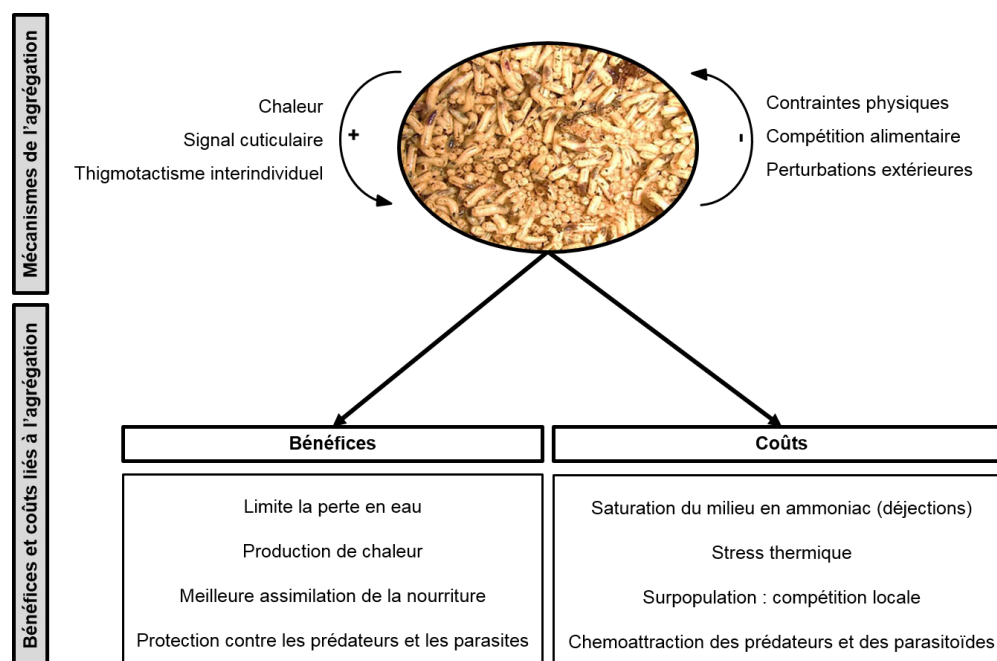 Mécanismes de l'agrégation
Chaleur
Signal cuticulaire
Thigmotactisme interindividuel
+
-
Contraintes physiques
Compétition alimentaire
Perturbations extérieures
Bénéfices et coûts liés à l'agrégation
Bénéfices
Limite la perte en eau
Production de chaleur
Meilleure assimilation de la nourriture
Protection contre les prédateurs et les parasites
Coûts
Saturation du milieu en ammoniac (déjections)
Stress thermique
Surpopulation : compétition locale
Chemoattraction des prédateurs et des parasitoïdes